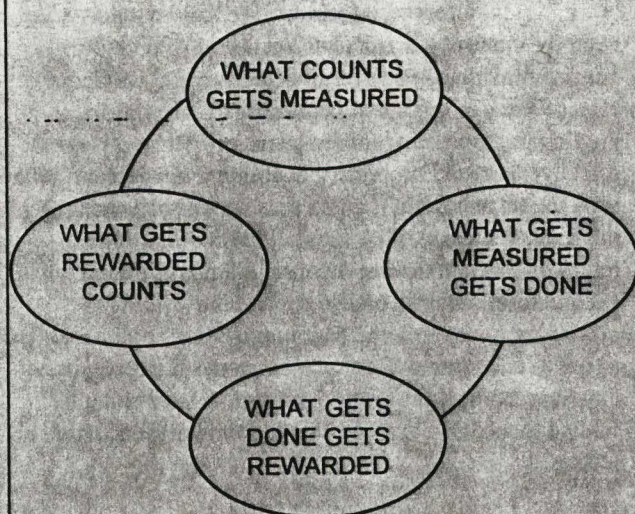 WHAT COUNTS
GETS MEASURED
WHAT GETS
MEASURED
GETS DONE
WHAT GETS
DONE GETS
REWARDED
WHAT GETS
REWARDED
COUNTS